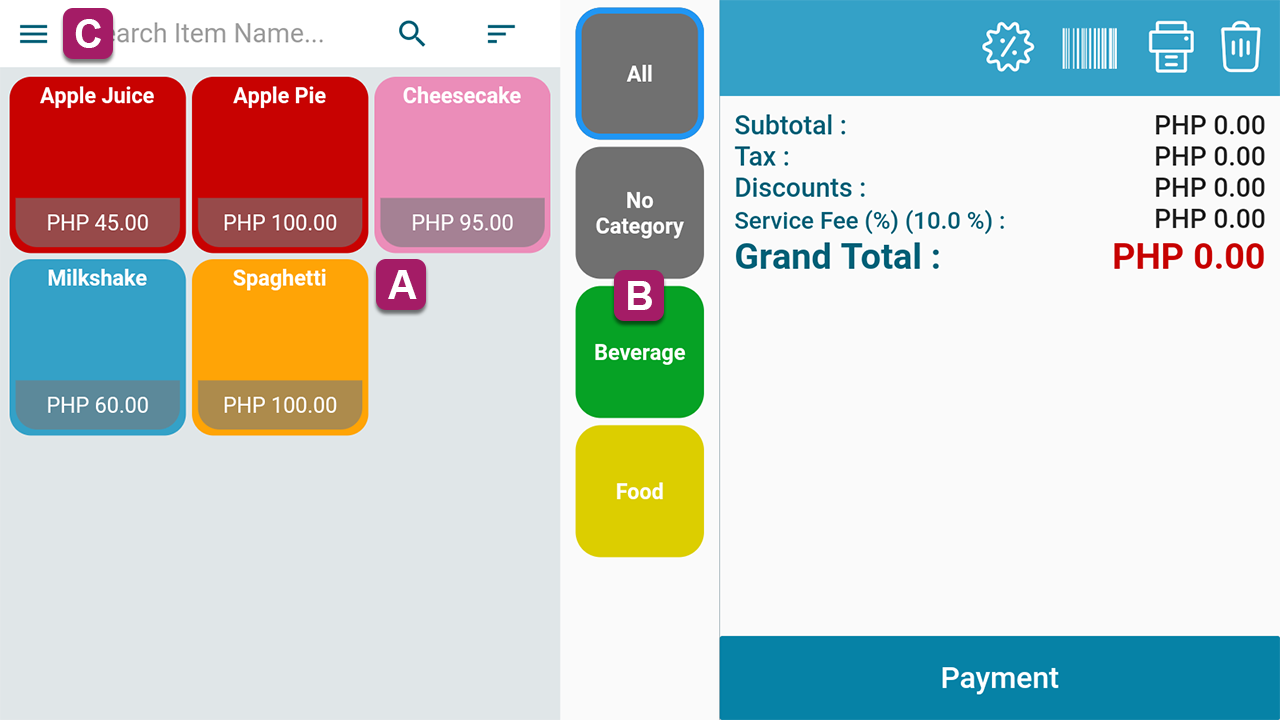 C
earch Item Name...
Apple Juice
PHP 45.00
Apple Pie
PHP 100.00
Cheesecake
PHP 95.00
Milkshake
PHP 60.00
Spaghetti
PHP 100.00
A
All
No
Category
B
Beverage
Food
Subtotal : PHP 0.00
Tax : PHP 0.00
Discounts : PHP 0.00
Service Fee (%) (10.0 %) : PHP 0.00
Grand Total : PHP 0.00
Payment